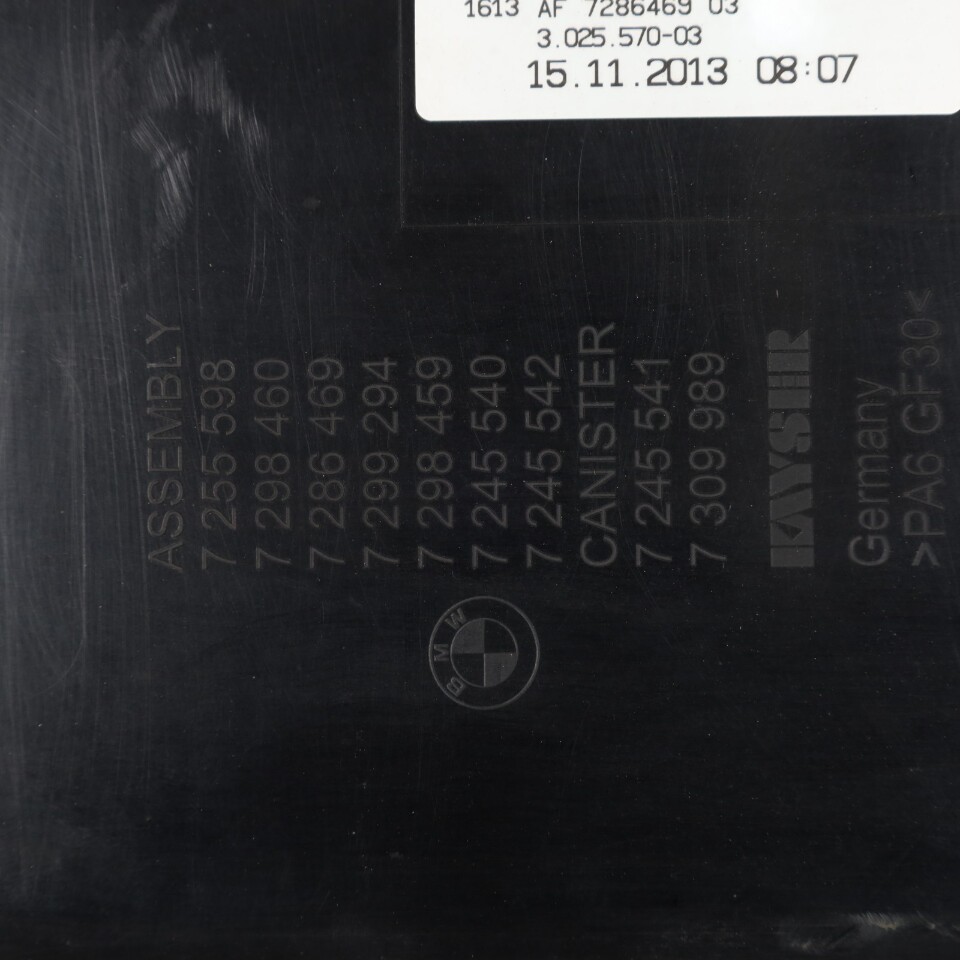 1613 AF 7286469 03
3.025.570-03
15.11.2013 08:07
ASSEMBLY
7 255 598
7 298 460
7 286 469
7 299 294
7 298 459
7 245 540
7 245 542
CANISTER
7 245 541
7 309 989
KAYSER
Germany
>PA6 GF30<
BMW